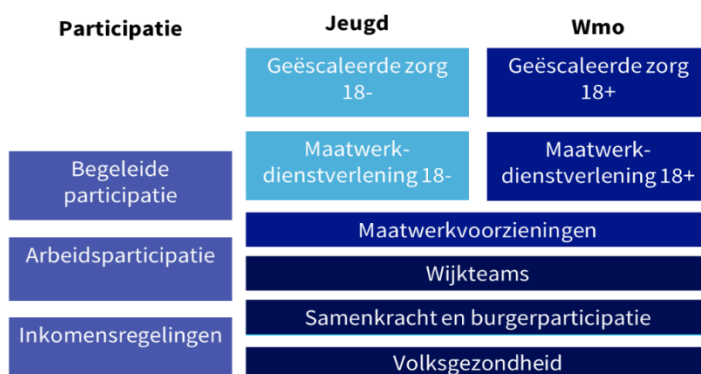 Participatie
Jeugd
Wmo
Geëscaleerde zorg
18-
Geëscaleerde zorg
18+
Begeleide
participatie
Maatwerk-
dienstverlening 18-
Maatwerk-
dienstverlening 18+
Maatwerkvoorzieningen
Arbeidsparticipatie
Wijkteams
Samenkracht en burgerparticipatie
Inkomensregelingen
Volksgezondheid